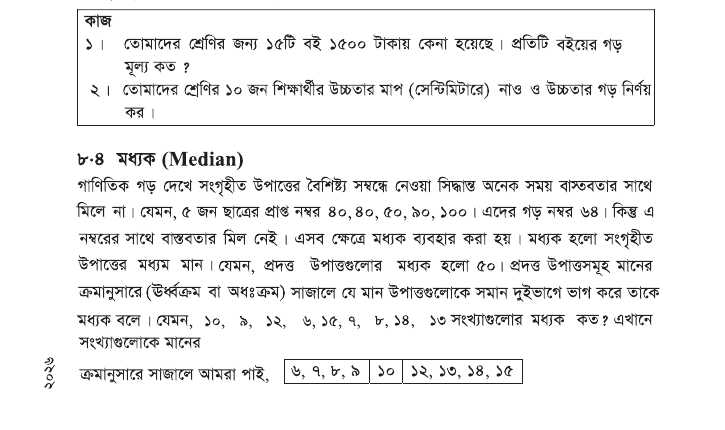 কাজ
১। তোমাদের শ্রেণির জন্য ১৫টি বই ১৫০০ টাকায় কেনা হয়েছে। প্রতিটি বইয়ের গড়
মূল্য কত ?
২। তোমাদের শ্রেণির ১০ জন শিক্ষার্থীর উচ্চতার মাপ (সেন্টিমিটারে) নাও ও উচ্চতার গড় নির্ণয়
কর।
৮·৪ মধ্যক (Median)
গাণিতিক গড় দেখে সংগৃহীত উপাত্তের বৈশিষ্ট্য সম্বন্ধে নেওয়া সিদ্ধান্ত অনেক সময় বাস্তবতার সাথে
মিলে না। যেমন, ৫ জন ছাত্রের প্রাপ্ত নম্বর ৪০, ৪০, ৫০, ৯০, ১০০। এদের গড় নম্বর ৬৪। কিন্তু এ
নম্বরের সাথে বাস্তবতার মিল নেই। এসব ক্ষেত্রে মধ্যক ব্যবহার করা হয়। মধ্যক হলো সংগৃহীত
উপাত্তের মধ্যম মান। যেমন, প্রদত্ত উপাত্তগুলোর মধ্যক হলো ৫০। প্রদত্ত উপাত্তসমূহ মানের
ক্রমানুসারে (ঊর্ধ্বক্রম বা অধঃক্রম) সাজালে যে মান উপাত্তগুলোকে সমান দুইভাগে ভাগ করে তাকে
মধ্যক বলে। যেমন, ১০, ৯, ১২, ৬, ১৫, ৭, ৮, ১৪, ১৩ সংখ্যাগুলোর মধ্যক কত? এখানে
সংখ্যাগুলোকে মানের
ক্রমানুসারে সাজালে আমরা পাই, ৬, ৭, ৮, ৯ ১০ ১২, ১৩, ১৪, ১৫
২০২৬